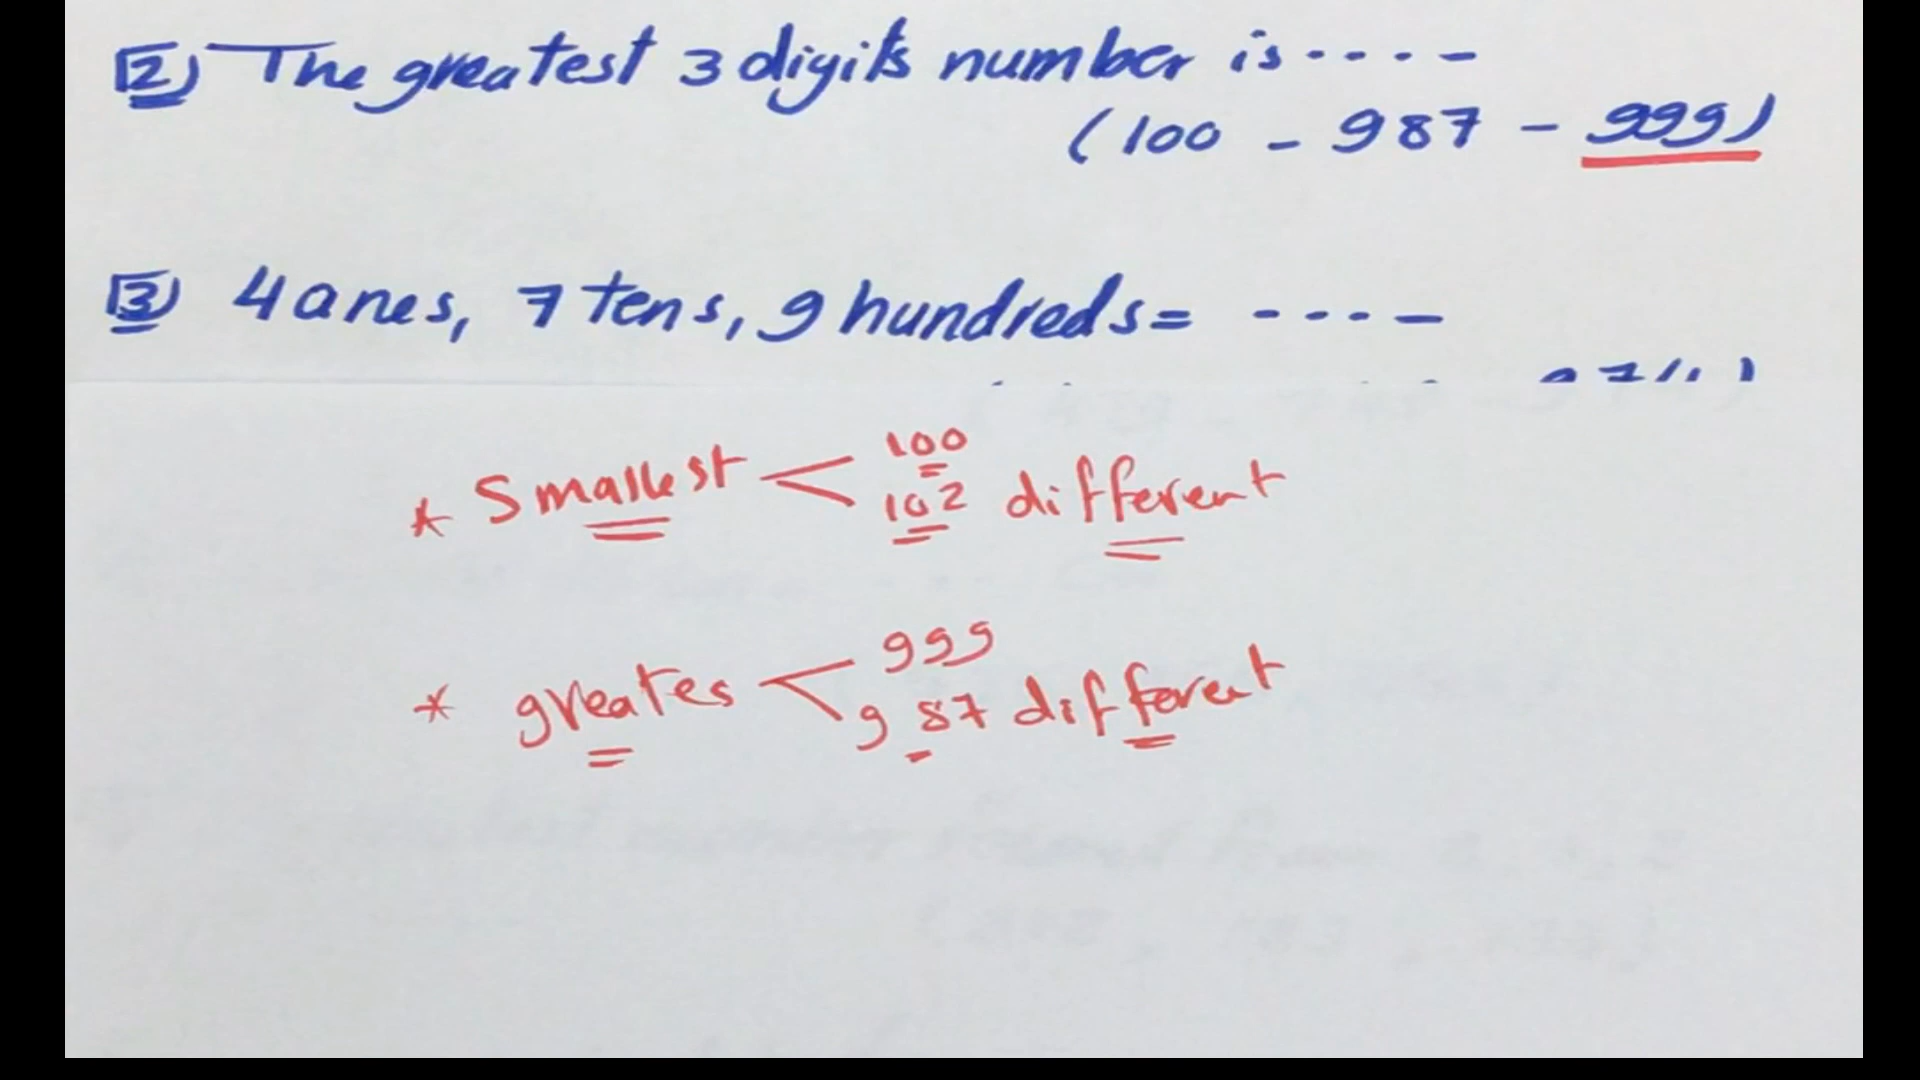 2) The greatest 3 digits number is ----
(100 - 987 - 999)
3) 4 anes, 7 tens, 9 hundreds = ----
* Smallest < 100
102 different
* greates < 999
987 different